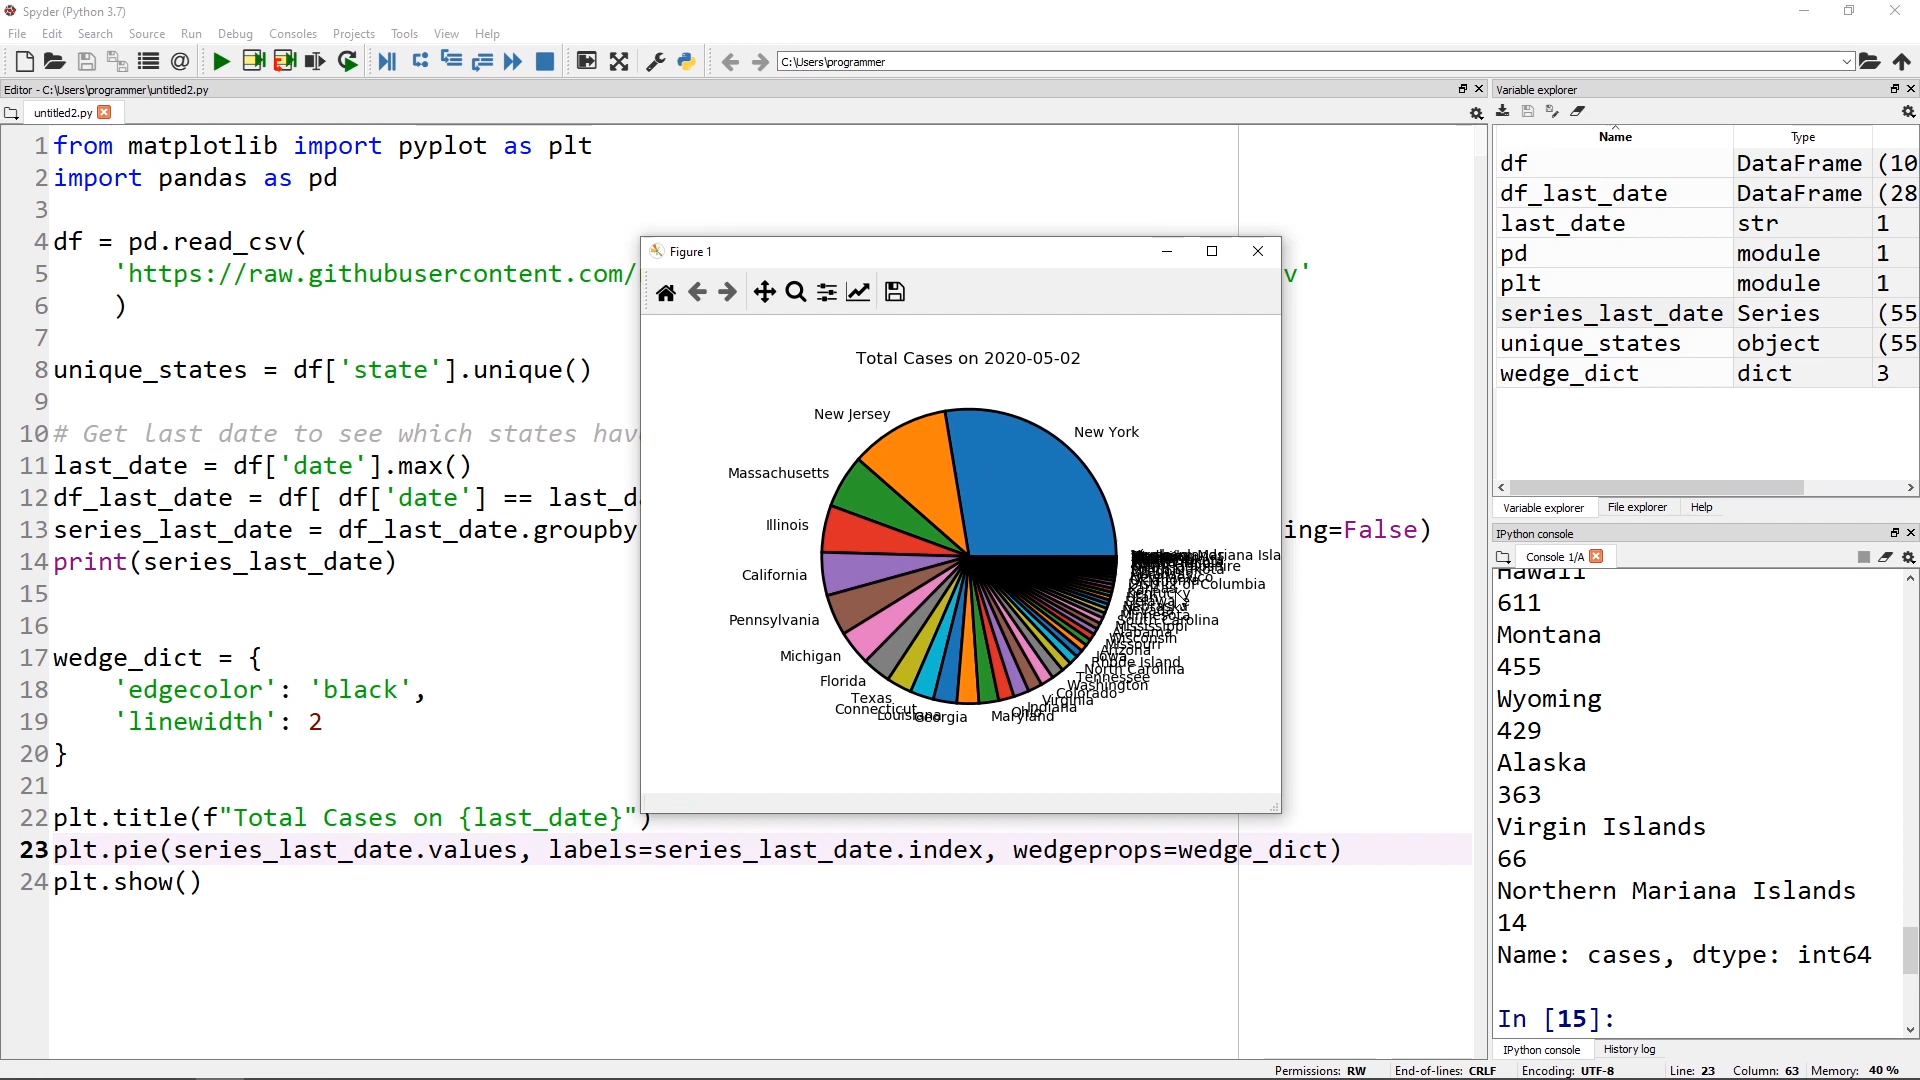 Spyder (Python 3.7)
File Edit Search Source Run Debug Consoles Projects Tools View Help
C:\Users\programmer
Editor - C:\Users\programmer\untitled2.py
untitled2.py
1 from matplotlib import pyplot as plt
2 import pandas as pd
3
4 df = pd.read_csv(
5 'https://raw.githubusercontent.com/ v'
6 )
7
8 unique_states = df['state'].unique()
9
10 # Get last date to see which states hav
11 last_date = df['date'].max()
12 df_last_date = df[ df['date'] == last_d
13 series_last_date = df_last_date.groupby ing=False)
14 print(series_last_date)
15
16
17 wedge_dict = {
18 'edgecolor': 'black',
19 'linewidth': 2
20 }
21
22 plt.title(f"Total Cases on {last_date}")
23 plt.pie(series_last_date.values, labels=series_last_date.index, wedgeprops=wedge_dict)
24 plt.show()
Figure 1
Total Cases on 2020-05-02
New York
New Jersey
Massachusetts
Illinois
California
Pennsylvania
Michigan
Florida
Texas
Connecticut
Louisiana
Georgia
Maryland
Ohio
Indiana
Virginia
Colorado
Washington
Tennessee
North Carolina
Rhode Island
Iowa
Arizona
Missouri
Wisconsin
Alabama
Mississippi
South Carolina
Minnesota
of Columbia
Variable explorer
Name Type
df DataFrame (10
df_last_date DataFrame (28
last_date str 1
pd module 1
plt module 1
series_last_date Series (55
unique_states object (55
wedge_dict dict 3
Variable explorer File explorer Help
IPython console
Console 1/A
Hawaii
611
Montana
455
Wyoming
429
Alaska
363
Virgin Islands
66
Northern Mariana Islands
14
Name: cases, dtype: int64
In [15]:
IPython console History log
Permissions: RW End-of-lines: CRLF Encoding: UTF-8 Line: 23 Column: 63 Memory: 40 %